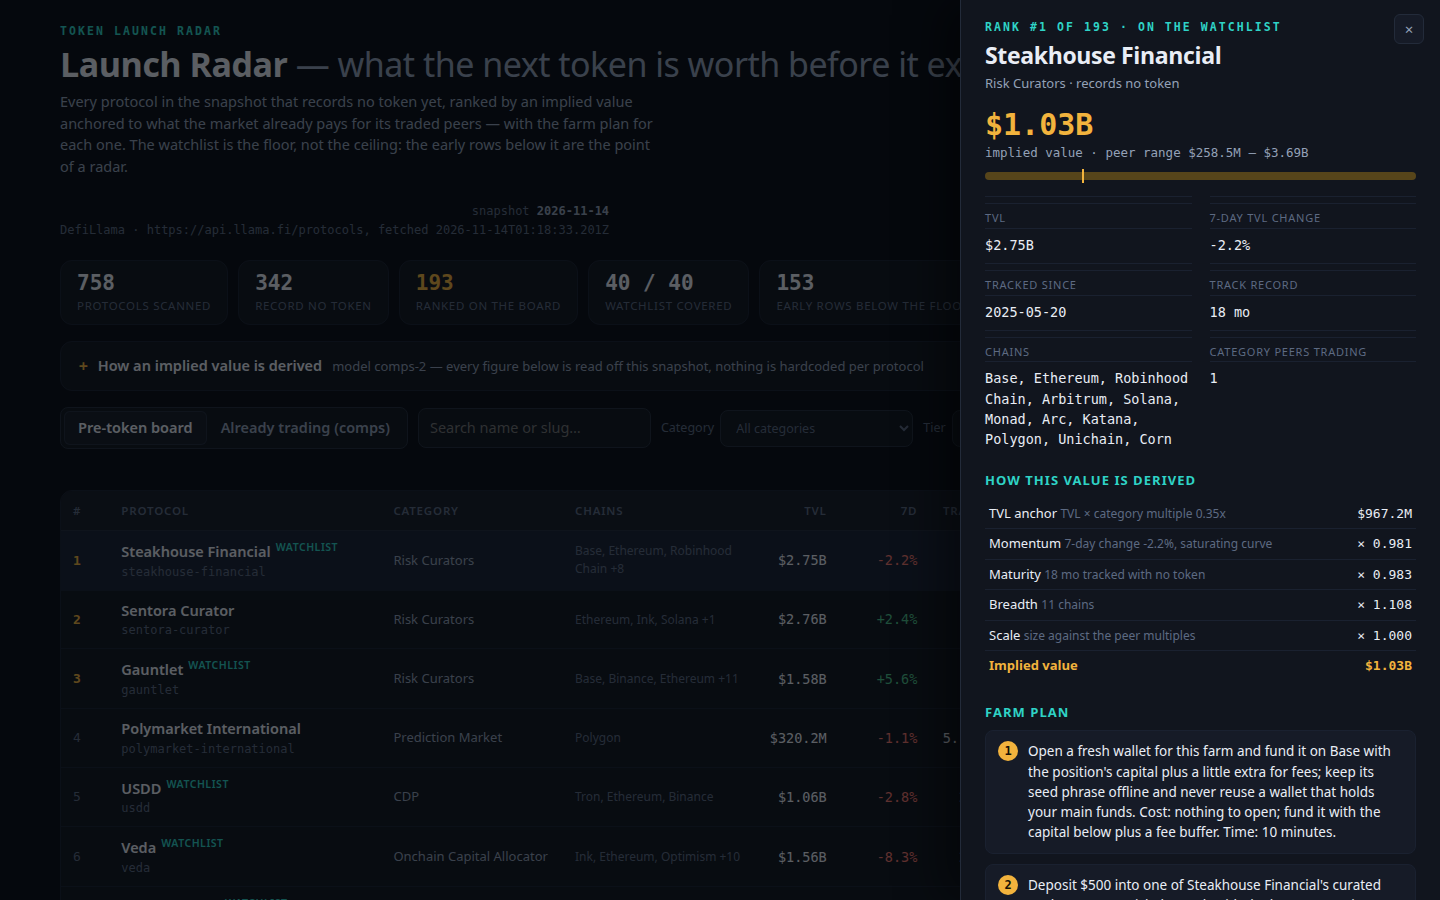 TOKEN LAUNCH RADAR
Launch Radar — what the next token is worth before it ex
Every protocol in the snapshot that records no token yet, ranked by an implied value
anchored to what the market already pays for its traded peers — with the farm plan for
each one. The watchlist is the floor, not the ceiling: the early rows below it are the point
of a radar.
snapshot 2026-11-14
DefiLlama · https://api.llama.fi/protocols, fetched 2026-11-14T01:18:33.201Z
758
PROTOCOLS SCANNED
342
RECORD NO TOKEN
193
RANKED ON THE BOARD
40 / 40
WATCHLIST COVERED
153
EARLY ROWS BELOW THE FLOO
+ How an implied value is derived model comps-2 — every figure below is read off this snapshot, nothing is hardcoded per protocol
Pre-token board
Already trading (comps)
Search name or slug...
Category
All categories
Tier
# PROTOCOL CATEGORY CHAINS TVL 7D TR
1 Steakhouse Financial WATCHLIST
steakhouse-financial
Risk Curators
Base, Ethereum, Robinhood
Chain +8
$2.75B
-2.2%
2 Sentora Curator
sentora-curator
Risk Curators
Ethereum, Ink, Solana +1
$2.76B
+2.4%
3 Gauntlet WATCHLIST
gauntlet
Risk Curators
Base, Binance, Ethereum +11
$1.58B
+5.6%
4 Polymarket International
polymarket-international
Prediction Market
Polygon
$320.2M
-1.1%
5.
5 USDD WATCHLIST
usdd
CDP
Tron, Ethereum, Binance
$1.06B
-2.8%
6 Veda WATCHLIST
veda
Onchain Capital Allocator
Ink, Ethereum, Optimism +10
$1.56B
-8.3%
RANK #1 OF 193 · ON THE WATCHLIST
×
Steakhouse Financial
Risk Curators · records no token
$1.03B
implied value · peer range $258.5M – $3.69B
TVL
$2.75B
7-DAY TVL CHANGE
-2.2%
TRACKED SINCE
2025-05-20
TRACK RECORD
18 mo
CHAINS
Base, Ethereum, Robinhood
Chain, Arbitrum, Solana,
Monad, Arc, Katana,
Polygon, Unichain, Corn
CATEGORY PEERS TRADING
1
HOW THIS VALUE IS DERIVED
TVL anchor TVL × category multiple 0.35x $967.2M
Momentum 7-day change -2.2%, saturating curve × 0.981
Maturity 18 mo tracked with no token × 0.983
Breadth 11 chains × 1.108
Scale size against the peer multiples × 1.000
Implied value $1.03B
FARM PLAN
1 Open a fresh wallet for this farm and fund it on Base with
the position's capital plus a little extra for fees; keep its
seed phrase offline and never reuse a wallet that holds
your main funds. Cost: nothing to open; fund it with the
capital below plus a fee buffer. Time: 10 minutes.
2 Deposit $500 into one of Steakhouse Financial's curated